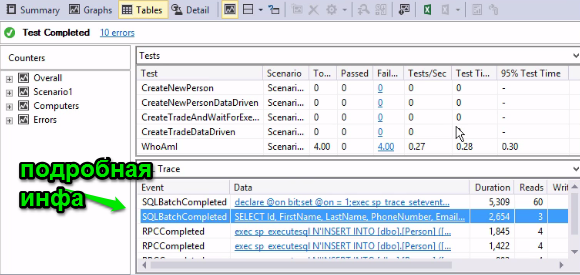 Summary Graphs Tables Detail
Test Completed 10 errors
Counters
Overall
Scenario1
Computers
Errors
Tests
Test Scenario To... Passed Fail... Tests/Sec Test Ti... 95% Test Time
CreateNewPerson Scenari... 0 0 0 0 0 -
CreateNewPersonDataDriven Scenari... 0 0 0 0 0 -
CreateTradeAndWaitForExe... Scenari... 0 0 0 0 0 -
CreateTradeDataDriven Scenari... 0 0 0 0 0 -
WhoAmI Scenari... 4.00 0 4.00 0.27 0.28 0.30
подробная
инфа
Trace
Event Data Duration Reads Writ
SQLBatchCompleted declare @on bit;set @on = 1;exec sp_trace_setevent... 5,309 60
SQLBatchCompleted SELECT Id, FirstName, LastName, PhoneNumber, Email... 2,654 3
RPCCompleted exec sp_executesql N'INSERT INTO [dbo].[Person] ([... 1,845 4
RPCCompleted exec sp_executesql N'INSERT INTO [dbo].[Person] ([... 1,422 4